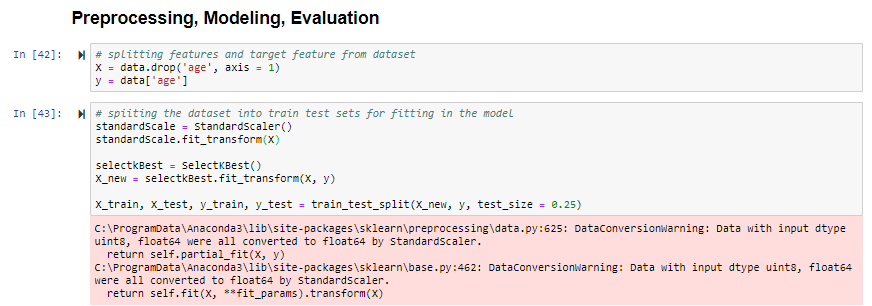 Preprocessing, Modeling, Evaluation
In [42]: # splitting features and target feature from dataset
X = data.drop('age', axis = 1)
y = data['age']
In [43]: # spiiting the dataset into train test sets for fitting in the model
standardScale = StandardScaler()
standardScale.fit_transform(X)
selectkBest = SelectKBest()
X_new = selectkBest.fit_transform(X, y)
X_train, X_test, y_train, y_test = train_test_split(X_new, y, test_size = 0.25)
C:\ProgramData\Anaconda3\lib\site-packages\sklearn\preprocessing\data.py:625: DataConversionWarning: Data with input dtype
uint8, float64 were all converted to float64 by StandardScaler.
return self.partial_fit(X, y)
C:\ProgramData\Anaconda3\lib\site-packages\sklearn\base.py:462: DataConversionWarning: Data with input dtype uint8, float64
were all converted to float64 by StandardScaler.
return self.fit(X, **fit_params).transform(X)